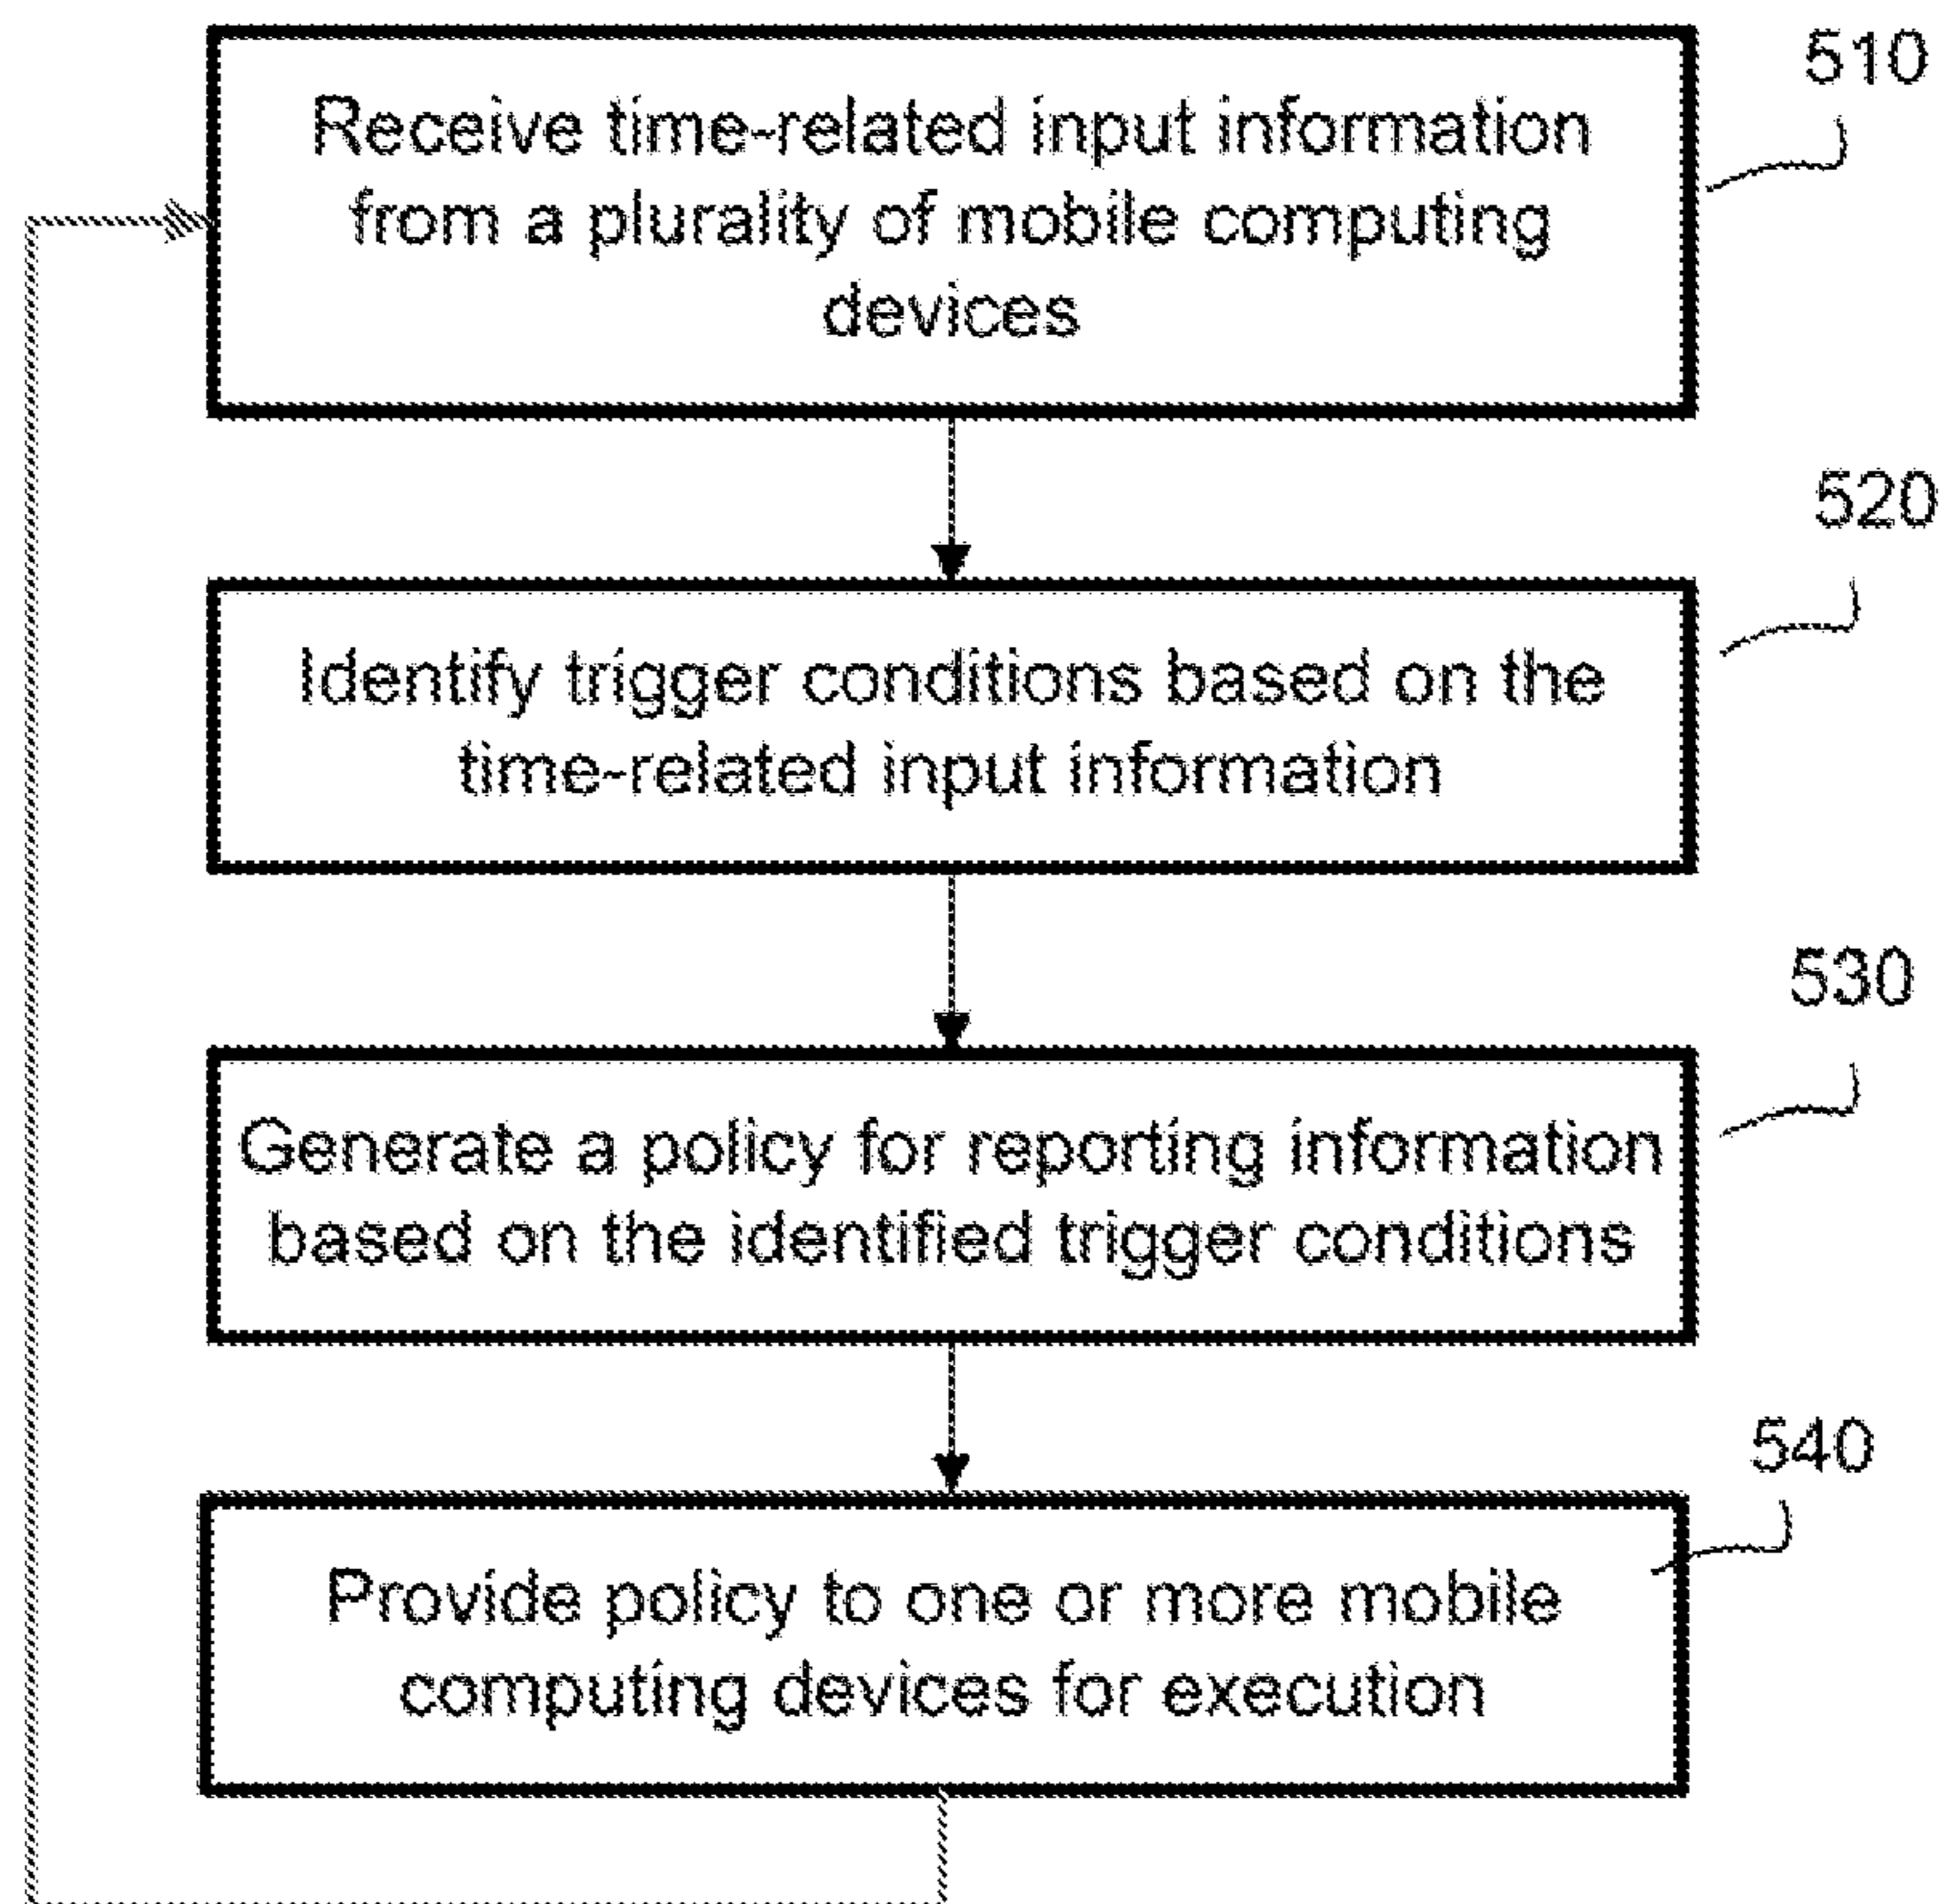 510
Receive time-related input information
from a plurality of mobile computing
devices
520
Identify trigger conditions based on the
time-related input information
530
Generate a policy for reporting information
based on the identified trigger conditions
540
Provide policy to one or more mobile
computing devices for execution